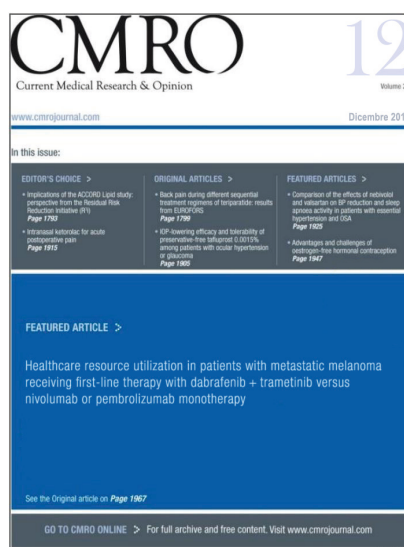 CMRO
12
Current Medical Research & Opinion
Volume 2
www.cmrojournal.com
Dicembre 201
In this issue:
EDITOR'S CHOICE >
• Implications of the ACCORD Lipid study:
perspective from the Residual Risk
Reduction Initiative (R³I)
Page 1793
• Intranasal ketorolac for acute
postoperative pain
Page 1915
ORIGINAL ARTICLES >
• Back pain during different sequential
treatment regimens of teriparatide: results
from EUROFORS
Page 1799
• IOP-lowering efficacy and tolerability of
preservative-free tafluprost 0.0015%
among patients with ocular hypertension
or glaucoma
Page 1905
FEATURED ARTICLES >
• Comparison of the effects of nebivolol
and valsartan on BP reduction and sleep
apnoea activity in patients with essential
hypertension and OSA
Page 1925
• Advantages and challenges of
oestrogen-free hormonal contraception
Page 1947
FEATURED ARTICLE >
Healthcare resource utilization in patients with metastatic melanoma
receiving first-line therapy with dabrafenib + trametinib versus
nivolumab or pembrolizumab monotherapy
See the Original article on Page 1967
GO TO CMRO ONLINE > For full archive and free content. Visit www.cmrojournal.com